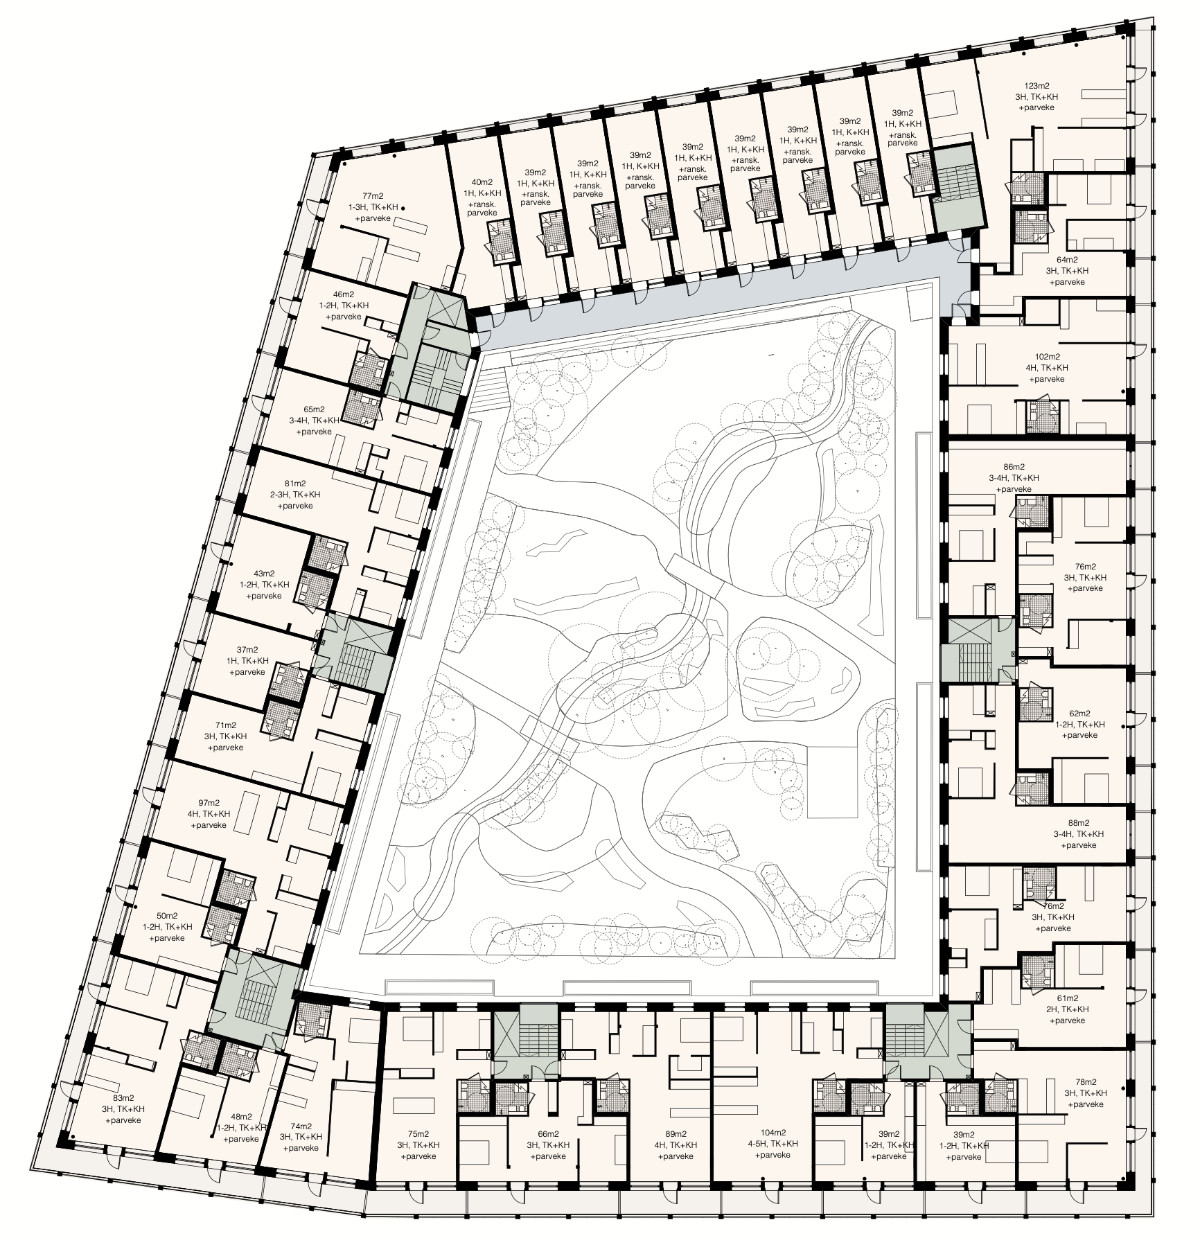 123m2
3H, TK+KH
+parveke
39m2
1H, K+KH
+ransk.
parveke
39m2
1H, K+KH
+ransk.
parveke
39m2
1H, K+KH
+ransk.
parveke
39m2
1H, K+KH
+ransk.
parveke
39m2
1H, K+KH
+ransk.
parveke
39m2
1H, K+KH
+ransk.
parveke
39m2
1H, K+KH
+ransk.
parveke
39m2
1H, K+KH
+ransk.
parveke
40m2
1H, K+KH
+ransk.
parveke
77m2
1-3H, TK+KH
+parveke
64m2
3H, TK+KH
+parveke
46m2
1-2H, TK+KH
+parveke
102m2
4H, TK+KH
+parveke
65m2
3-4H, TK+KH
+parveke
86m2
3-4H, TK+KH
+parveke
81m2
2-3H, TK+KH
+parveke
76m2
3H, TK+KH
+parveke
43m2
1-2H, TK+KH
+parveke
37m2
1H, TK+KH
+parveke
62m2
1-2H, TK+KH
+parveke
71m2
3H, TK+KH
+parveke
97m2
4H, TK+KH
+parveke
88m2
3-4H, TK+KH
+parveke
76m2
3H, TK+KH
+parveke
50m2
1-2H, TK+KH
+parveke
61m2
2H, TK+KH
+parveke
83m2
3H, TK+KH
+parveke
48m2
1-2H, TK+KH
+parveke
74m2
3H, TK+KH
+parveke
75m2
3H, TK+KH
+parveke
66m2
3H, TK+KH
+parveke
89m2
4H, TK+KH
+parveke
104m2
4-5H, TK+KH
+parveke
39m2
1-2H, TK+KH
+parveke
39m2
1-2H, TK+KH
+parveke
78m2
3H, TK+KH
+parveke